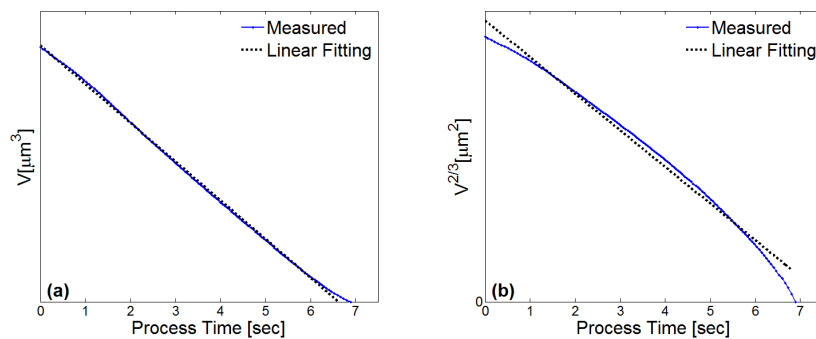 Measured
Linear Fitting
V[μm³]
(a)
0 1 2 3 4 5 6 7
Process Time [sec]
Measured
Linear Fitting
V²/³[μm²]
0
(b)
0 1 2 3 4 5 6 7
Process Time [sec]